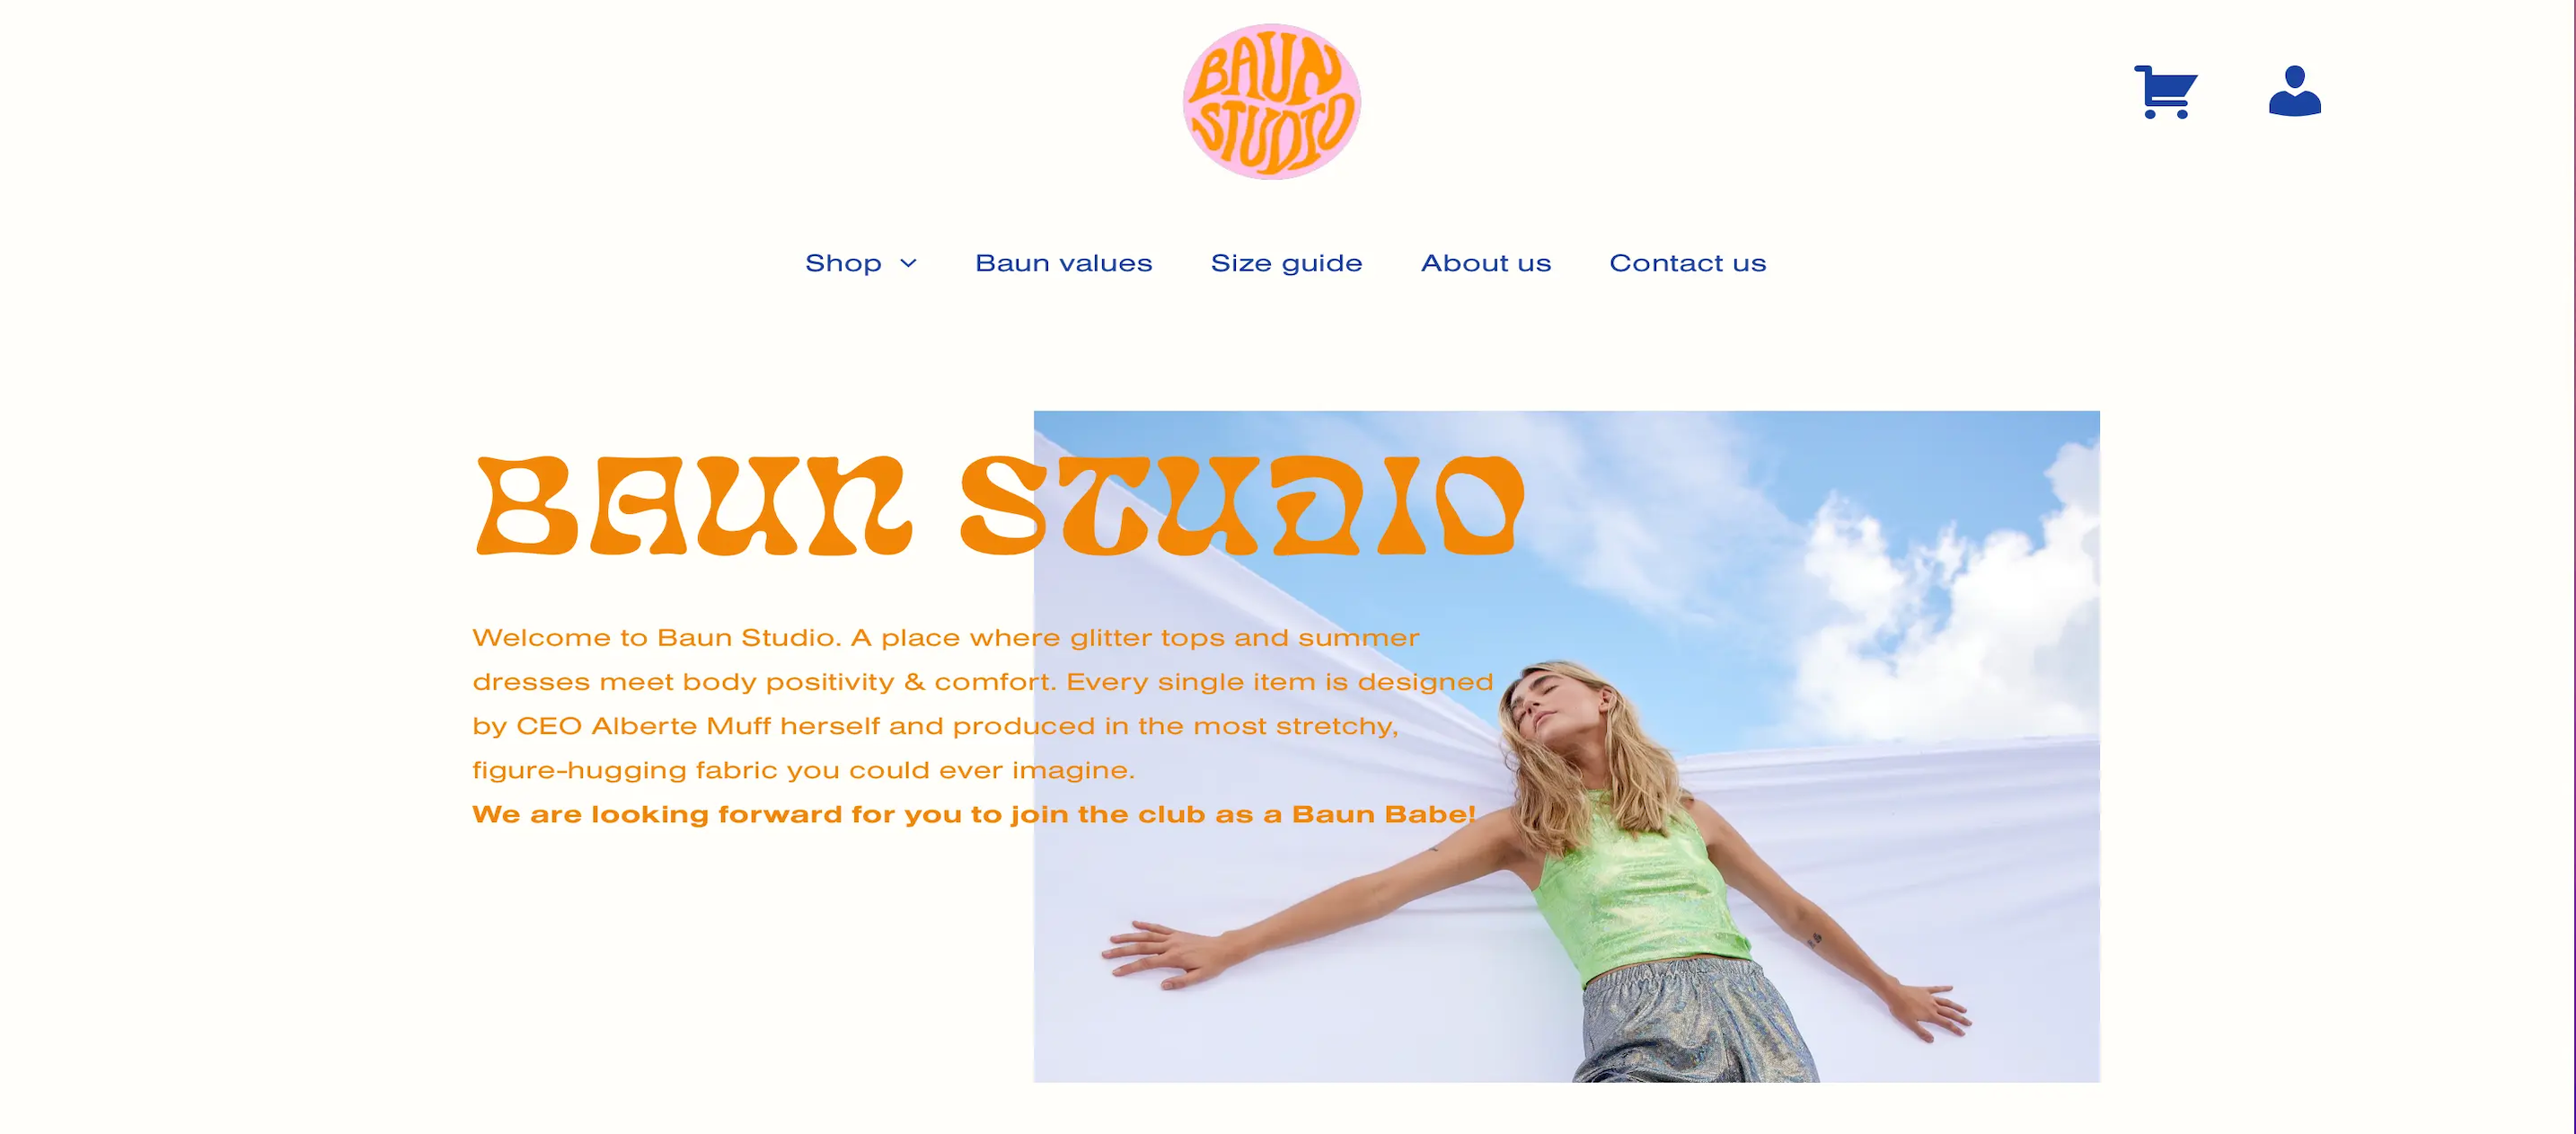 BAUN
STUDIO
Shop
Baun values
Size guide
About us
Contact us
BAUN STUDIO
Welcome to Baun Studio. A place where glitter tops and summer
dresses meet body positivity & comfort. Every single item is designed
by CEO Alberte Muff herself and produced in the most stretchy,
figure-hugging fabric you could ever imagine.
We are looking forward for you to join the club as a Baun Babe!